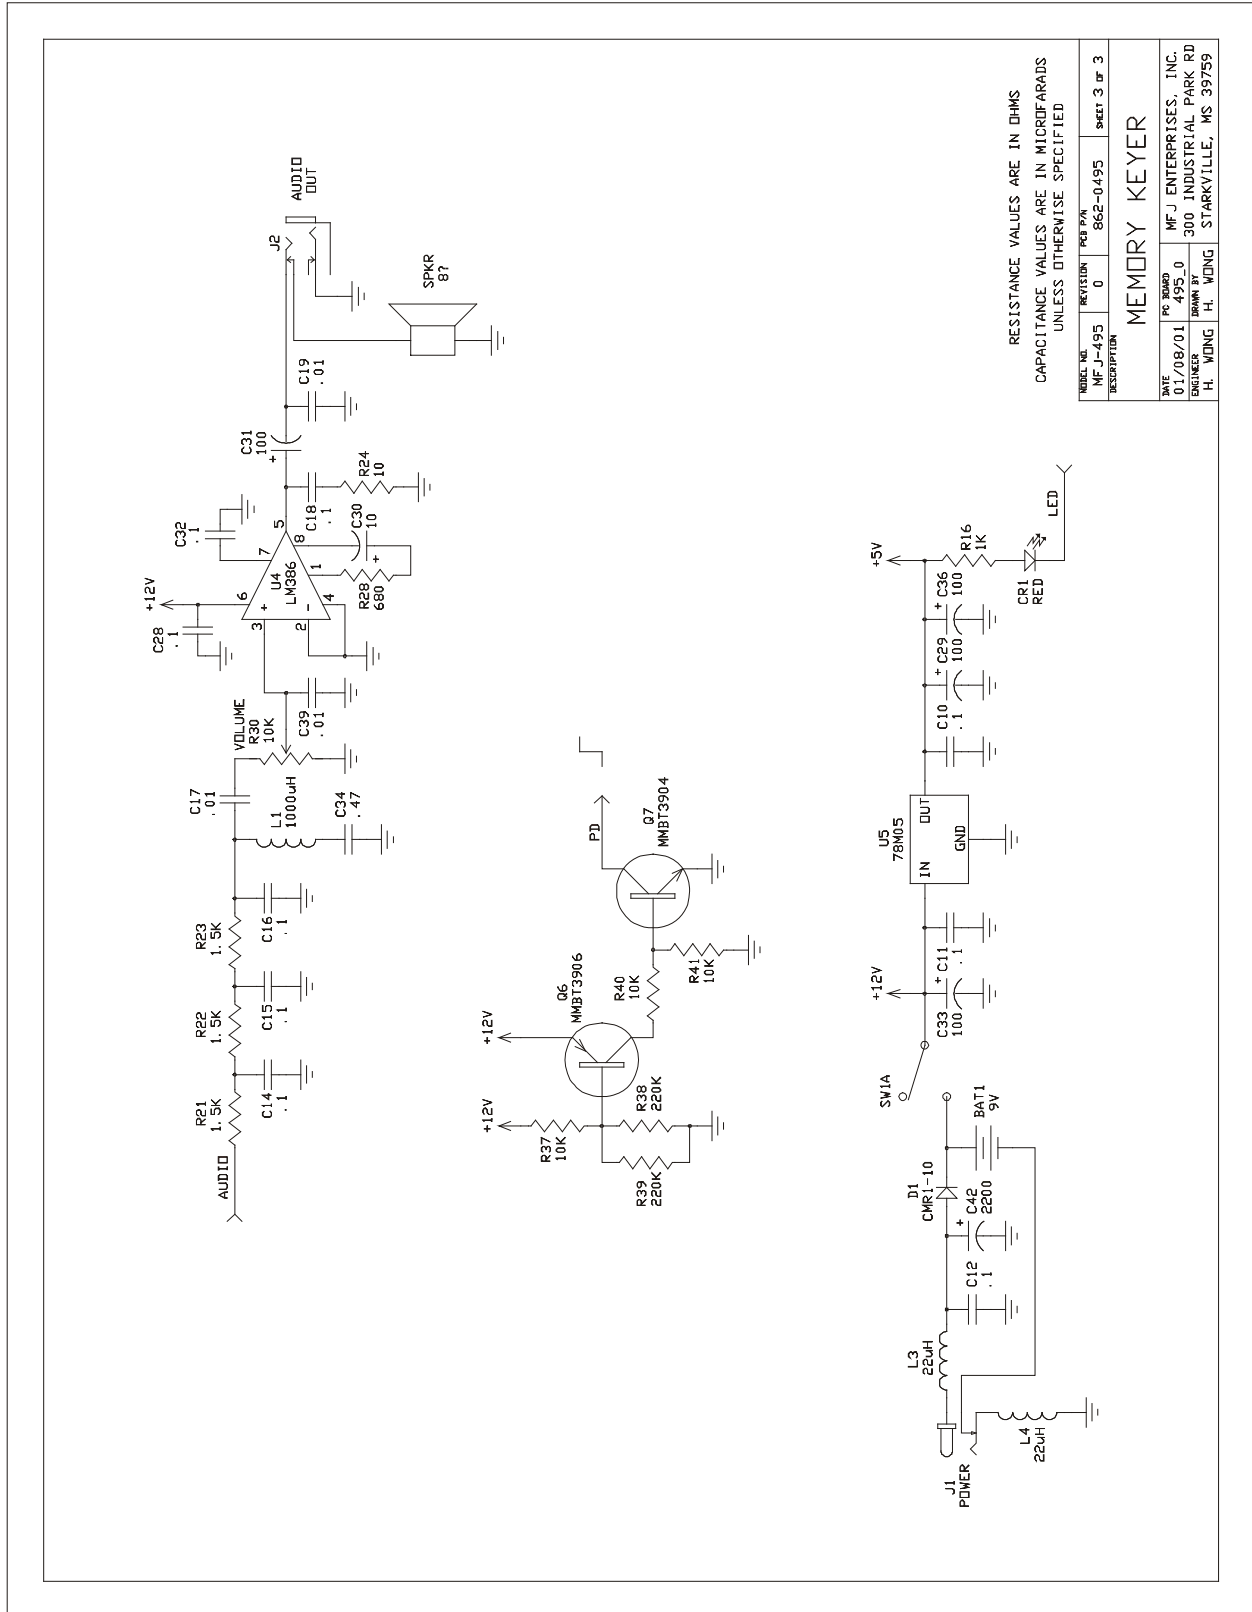 AUDIO
R21
1.5K
C14
.1
R22
1.5K
C15
.1
R23
1.5K
C16
.1
L1
1000uH
C34
.47
C17
.01
VOLUME
R30
10K
C39
.01
C28
.1
+12V
6
3
+
2
-
4
U4
LM386
7
5
8
1
C32
.1
R28
680
C30
10
+
C18
.1
R24
10
C31
100
+
C19
.01
J2
AUDIO
OUT
SPKR
8?
+12V
R37
10K
R39
220K
R38
220K
+12V
Q6
MMBT3906
R40
10K
R41
10K
Q7
MMBT3904
PD
J1
POWER
L4
22uH
L3
22uH
C12
.1
+
C42
2200
D1
CMR1-10
BAT1
9V
SW1A
+12V
C33
100
+
C11
.1
U5
78M05
IN
OUT
GND
C10
.1
+
C29
100
+
C36
100
+5V
R16
1K
CR1
RED
LED
RESISTANCE VALUES ARE IN OHMS
CAPACITANCE VALUES ARE IN MICROFARADS
UNLESS OTHERWISE SPECIFIED
MODEL NO.
MFJ-495
REVISION
0
PCB P/N
862-0495
SHEET 3 OF 3
DESCRIPTION
MEMORY KEYER
DATE
01/08/01
PC BOARD
495_0
ENGINEER
H. WONG
DRAWN BY
H. WONG
MFJ ENTERPRISES, INC.
300 INDUSTRIAL PARK RD
STARKVILLE, MS 39759